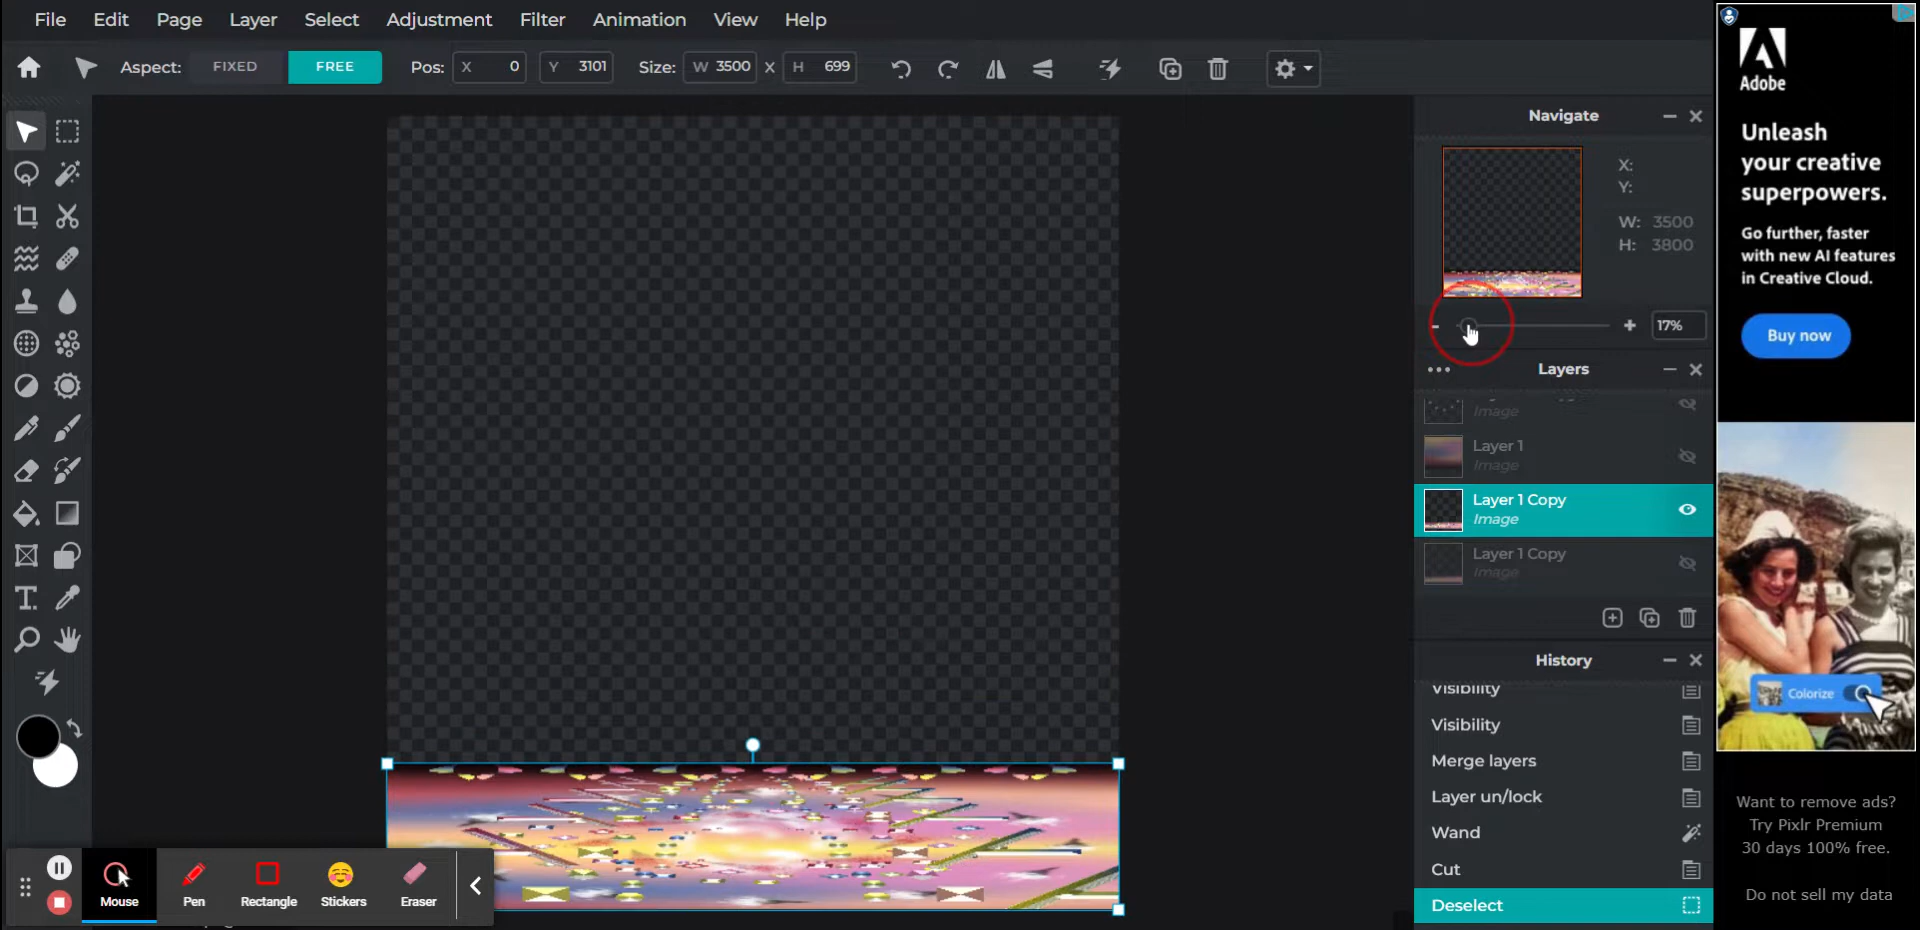 File Edit Page Layer Select Adjustment Filter Animation View Help
Aspect: FIXED FREE Pos: X 0 Y 3101 Size: W 3500 X H 699
Navigate
X:
Y:
W: 3500
H: 3800
17%
Layers
Image
Layer 1
Image
Layer 1 Copy
Image
Layer 1 Copy
Image
History
Visibility
Visibility
Merge layers
Layer un/lock
Wand
Cut
Deselect
Mouse Pen Rectangle Stickers Eraser
Adobe
Unleash
your creative
superpowers.
Go further, faster
with new AI features
in Creative Cloud.
Buy now
Colorize
Want to remove ads?
Try Pixlr Premium
30 days 100% free.
Do not sell my data